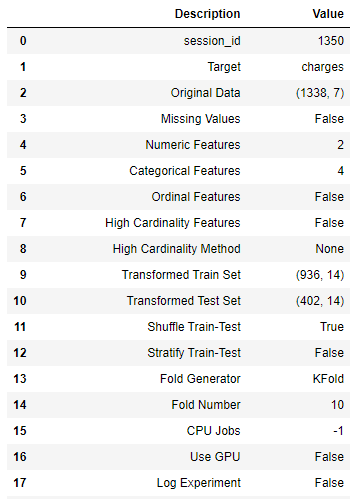 Description Value
0 session_id 1350
1 Target charges
2 Original Data (1338, 7)
3 Missing Values False
4 Numeric Features 2
5 Categorical Features 4
6 Ordinal Features False
7 High Cardinality Features False
8 High Cardinality Method None
9 Transformed Train Set (936, 14)
10 Transformed Test Set (402, 14)
11 Shuffle Train-Test True
12 Stratify Train-Test False
13 Fold Generator KFold
14 Fold Number 10
15 CPU Jobs -1
16 Use GPU False
17 Log Experiment False